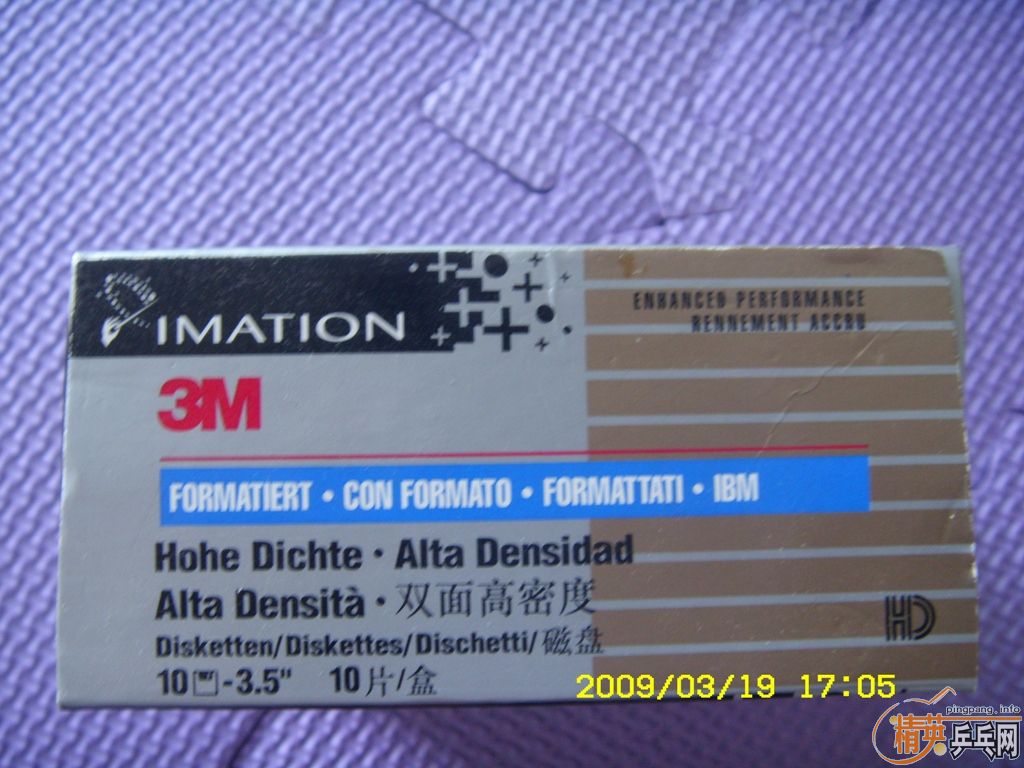 IMATION
ENHANCED PERFORMANCE
RENNEMENT ACCRU
3M
FORMATIERT • CON FORMATO • FORMATTATI • IBM
Hohe Dichte • Alta Densidad
Alta Densità • 双面高密度
HD
Disketten/Diskettes/Dischetti/磁盘
10 -3.5" 10片/盒
2009/03/19 17:05
pingpang.info
精英乒乓网